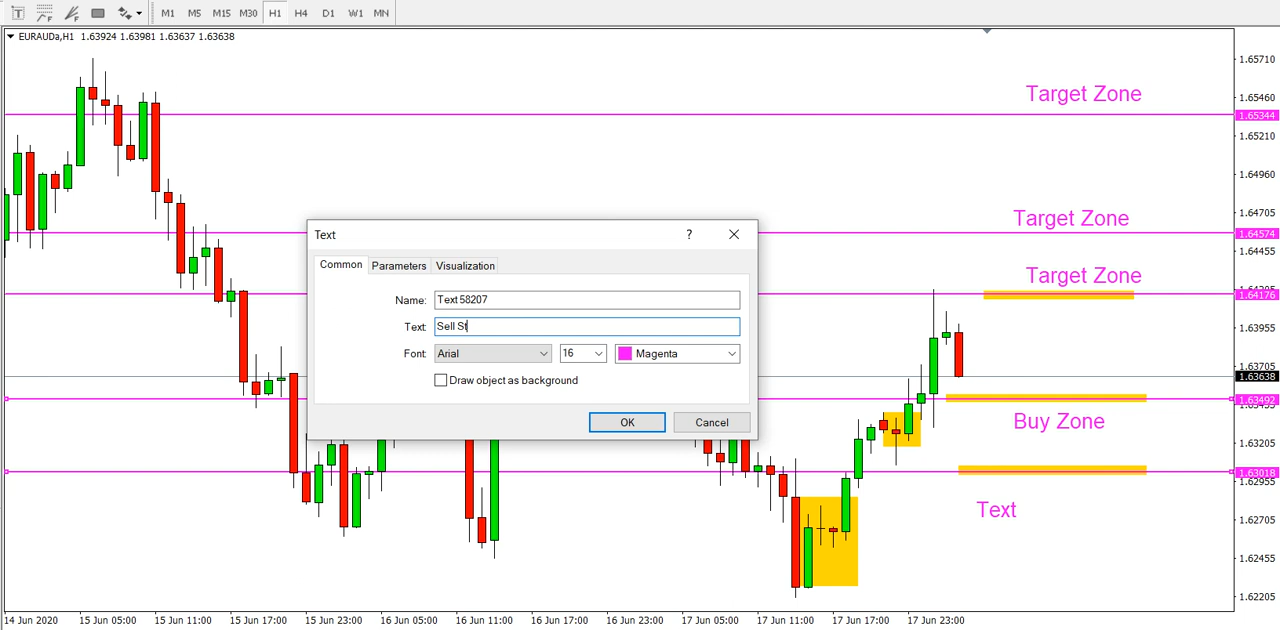 T F F M1 M5 M15 M30 H1 H4 D1 W1 MN
EURAUDa,H1 1.63924 1.63981 1.63637 1.63638
1.65710
Target Zone
1.65460
1.65344
1.65210
1.64960
1.64705
Target Zone
1.64574
1.64455
Target Zone
1.64176
1.63955
1.63705
1.63638
1.63492
1.63455
Buy Zone
1.63205
1.63018
1.62955
Text
1.62705
1.62455
1.62205
Text ?
Common Parameters Visualization
Name: Text 58207
Text: Sell St
Font: Arial 16 Magenta
Draw object as background
OK Cancel
14 Jun 2020 15 Jun 05:00 15 Jun 11:00 15 Jun 17:00 15 Jun 23:00 16 Jun 05:00 16 Jun 11:00 16 Jun 17:00 16 Jun 23:00 17 Jun 05:00 17 Jun 11:00 17 Jun 17:00 17 Jun 23:00